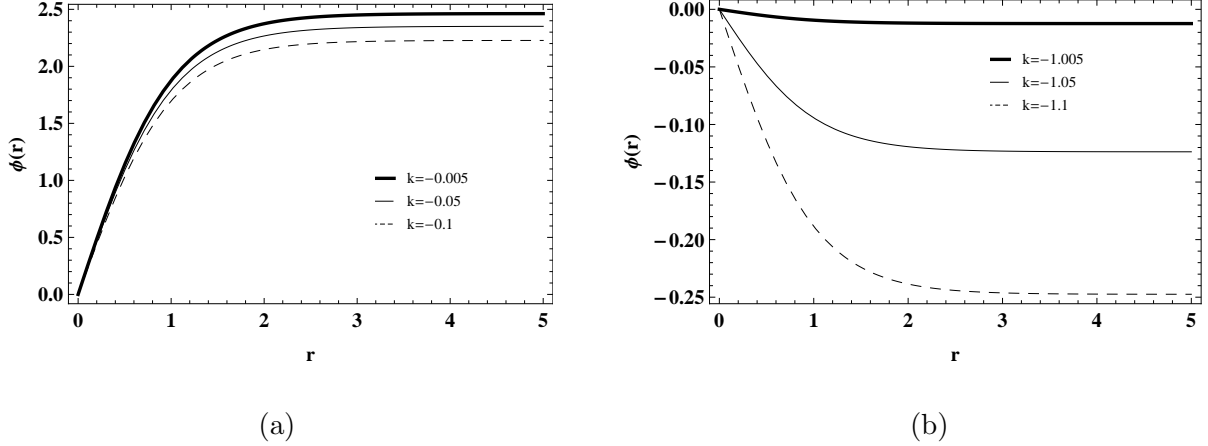 2.5
2.0
1.5
1.0
0.5
0.0
ϕ(r)
k=−0.005
k=−0.05
k=−0.1
0 1 2 3 4 5
r
(a)
0.00
−0.05
−0.10
−0.15
−0.20
−0.25
ϕ(r)
k=−1.005
k=−1.05
k=−1.1
0 1 2 3 4 5
r
(b)